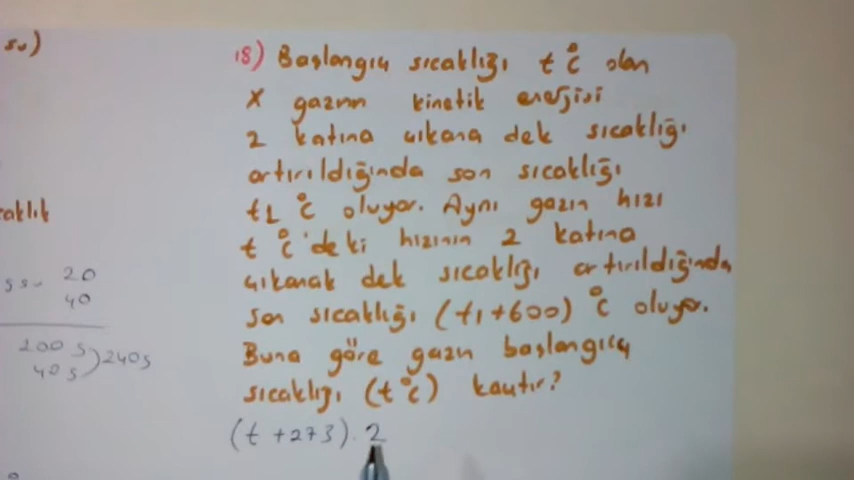 su)
18) Başlangıç sıcaklığı t °C olan
X gazının kinetik enerjisi
2 katına çıkana dek sıcaklığı
artırıldığında son sıcaklığı
t1 °C oluyor. Aynı gazın hızı
t °C'deki hızının 2 katına
çıkanak dek sıcaklığı artırıldığında
son sıcaklığı (t1+600) °C oluyor.
Buna göre gazın başlangıç
sıcaklığı (t °C) kaçtır?
(t +273). 2
20
40
200 s
40 s
)240s